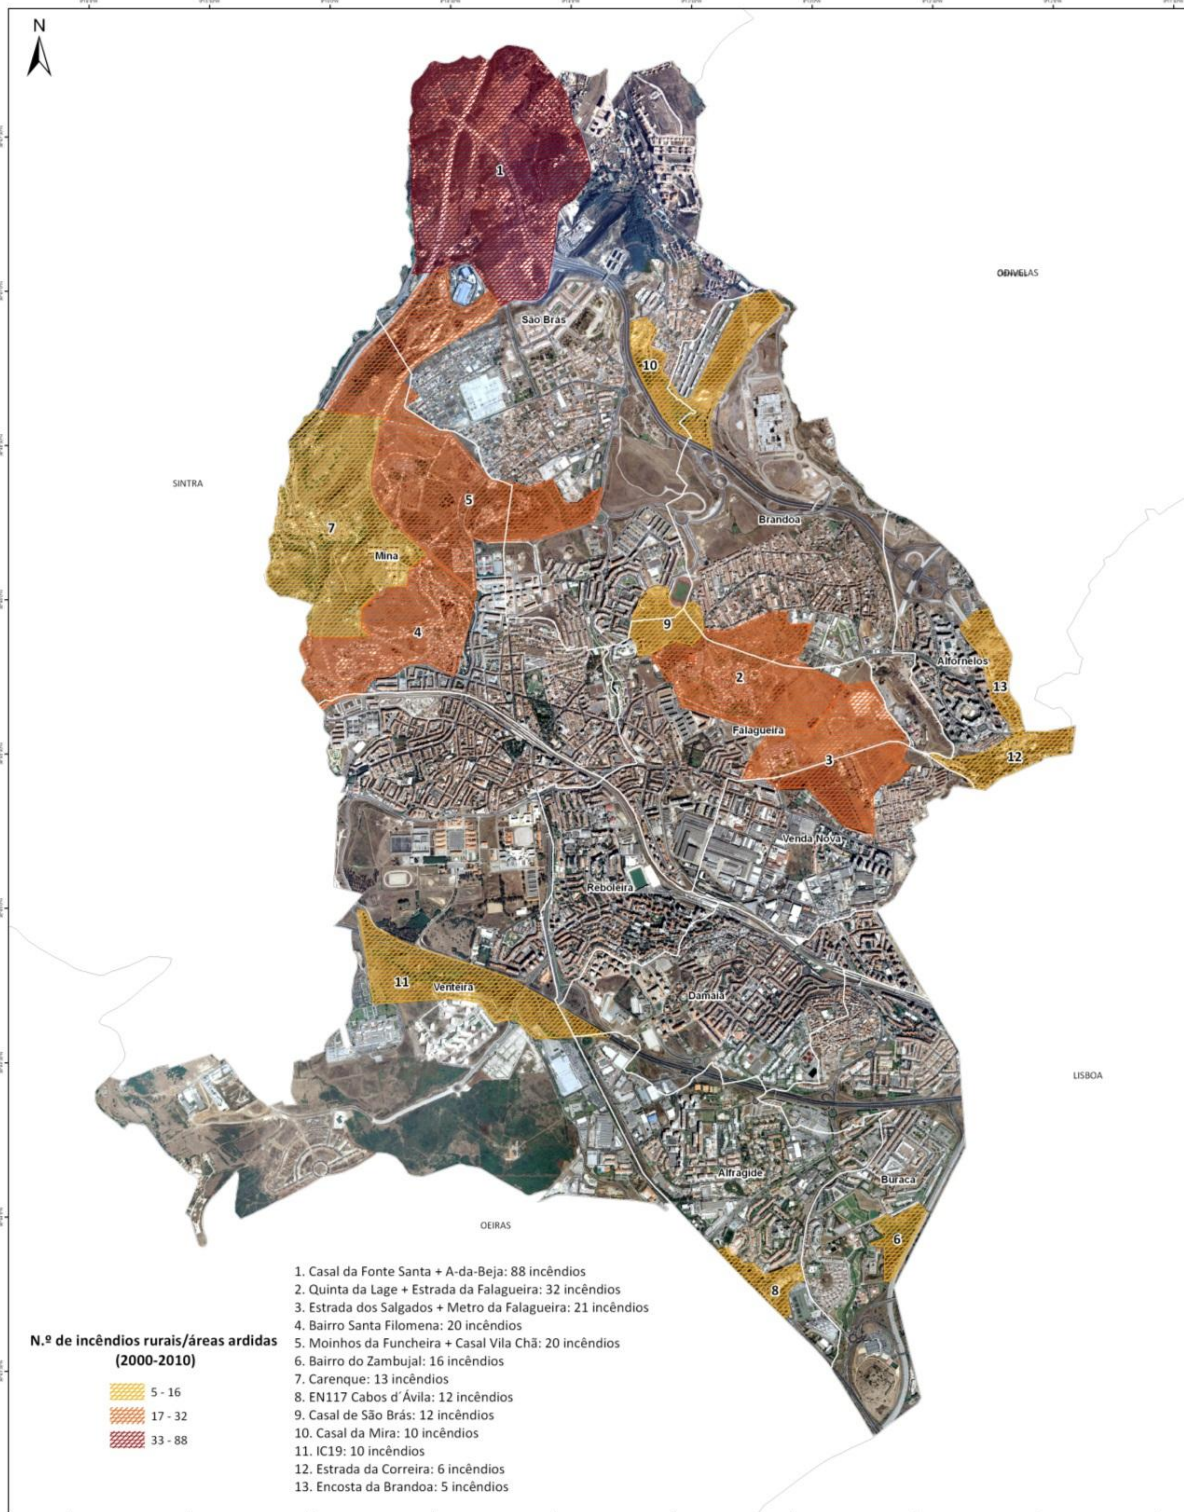 N
1
ODIVELAS
São Brás
10
SINTRA
5
7
Brandoa
Mina
9
4
Alfornelos
2
13
Falagueira
12
3
Venda Nova
Reboleira
11
Venteira
Damaia
LISBOA
Alfragide
Buraca
OEIRAS
6
8
1. Casal da Fonte Santa + A-da-Beja: 88 incêndios
2. Quinta da Lage + Estrada da Falagueira: 32 incêndios
3. Estrada dos Salgados + Metro da Falagueira: 21 incêndios
4. Bairro Santa Filomena: 20 incêndios
5. Moinhos da Funcheira + Casal Vila Chã: 20 incêndios
6. Bairro do Zambujal: 16 incêndios
7. Carenque: 13 incêndios
8. EN117 Cabos d´Ávila: 12 incêndios
9. Casal de São Brás: 12 incêndios
10. Casal da Mira: 10 incêndios
11. IC19: 10 incêndios
12. Estrada da Correira: 6 incêndios
13. Encosta da Brandoa: 5 incêndios
N.º de incêndios rurais/áreas ardidas
(2000-2010)
5 - 16
17 - 32
33 - 88